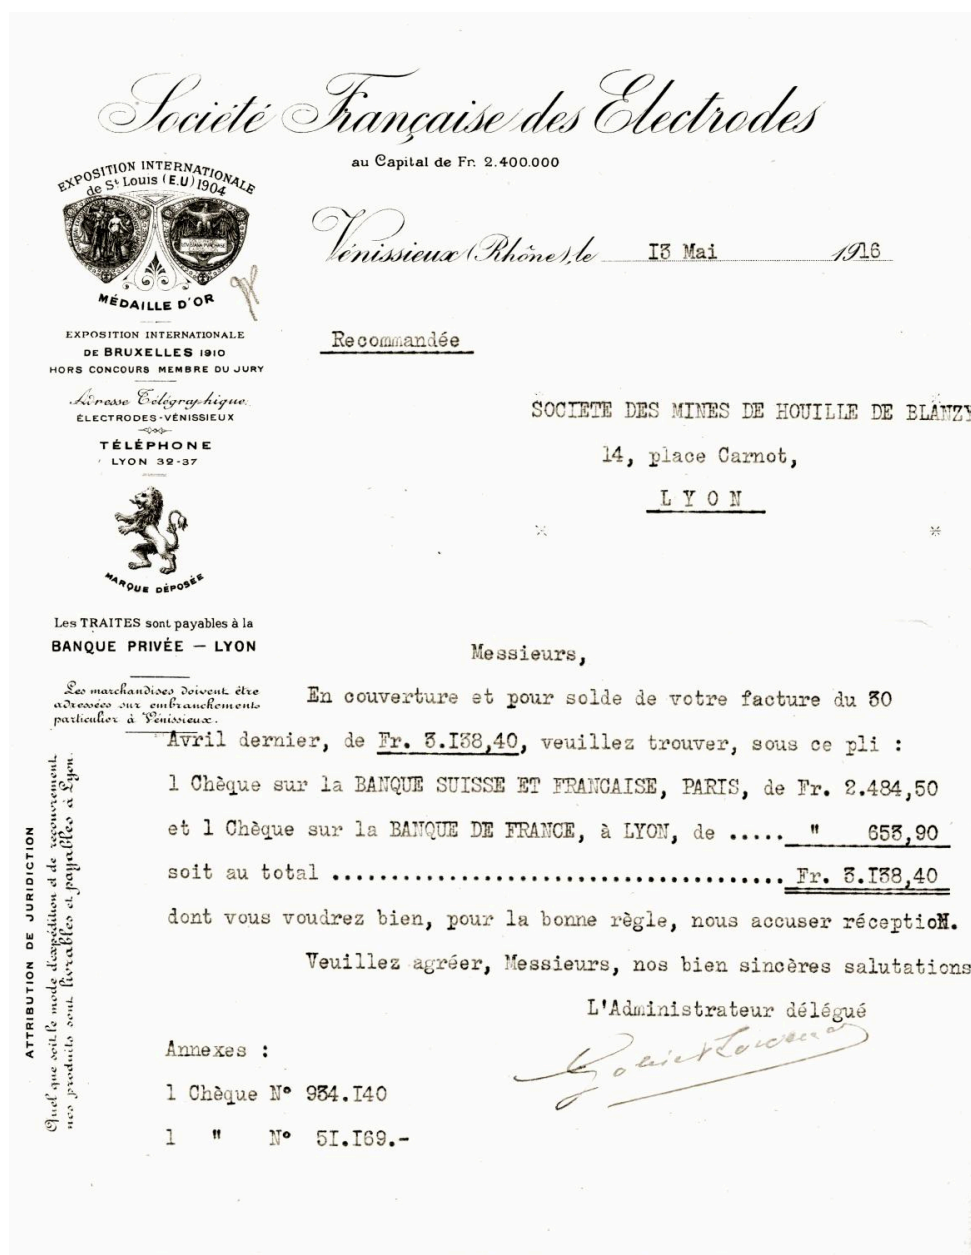 Société Française des Electrodes
au Capital de Fr. 2.400.000
EXPOSITION INTERNATIONALE
de St Louis (E.U) 1904
MÉDAILLE D'OR
EXPOSITION INTERNATIONALE
DE BRUXELLES 1910
HORS CONCOURS MEMBRE DU JURY
Adresse Télégraphique:
ÉLECTRODES-VÉNISSIEUX
TÉLÉPHONE
LYON 32-37
MARQUE DÉPOSÉE
Les TRAITES sont payables à la
BANQUE PRIVÉE — LYON
Les marchandises doivent être
adressées sur embranchements
particulier à Vénissieux.
ATTRIBUTION DE JURIDICTION
Quel que soit le mode d'expédition et de recouvrement,
nos produits sont livrables et payables à Lyon.
Vénissieux (Rhône), le 13 Mai 1916
Recommandée
SOCIETE DES MINES DE HOUILLE DE BLANZY
14, place Carnot,
LYON
Messieurs,
En couverture et pour solde de votre facture du 30
Avril dernier, de Fr. 3.138,40, veuillez trouver, sous ce pli :
1 Chèque sur la BANQUE SUISSE ET FRANCAISE, PARIS, de Fr. 2.484,50
et 1 Chèque sur la BANQUE DE FRANCE, à LYON, de ..... " 653,90
soit au total ..................................... Fr. 3.138,40
dont vous voudrez bien, pour la bonne règle, nous accuser réceptioN.
Veuillez agréer, Messieurs, nos bien sincères salutations
L'Administrateur délégué
Annexes :
1 Chèque N° 934.140
1 " N° 51.169.-